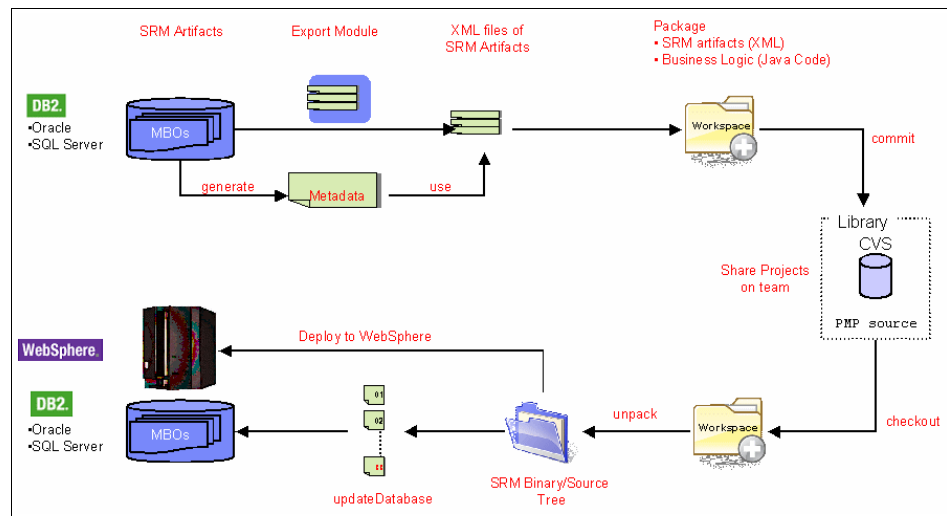 SRM Artifacts
Export Module
XML files of
SRM Artifacts
Package
▪ SRM artifacts (XML)
▪ Business Logic (Java Code)
DB2.
▪Oracle
▪SQL Server
MBOs
Workspace
commit
generate
Metadata
use
Library
CVS
PMP source
Share Projects
on team
Deploy to WebSphere
WebSphere.
DB2.
▪Oracle
▪SQL Server
MBOs
01
02
updateDatabase
unpack
SRM Binary/Source
Tree
Workspace
checkout